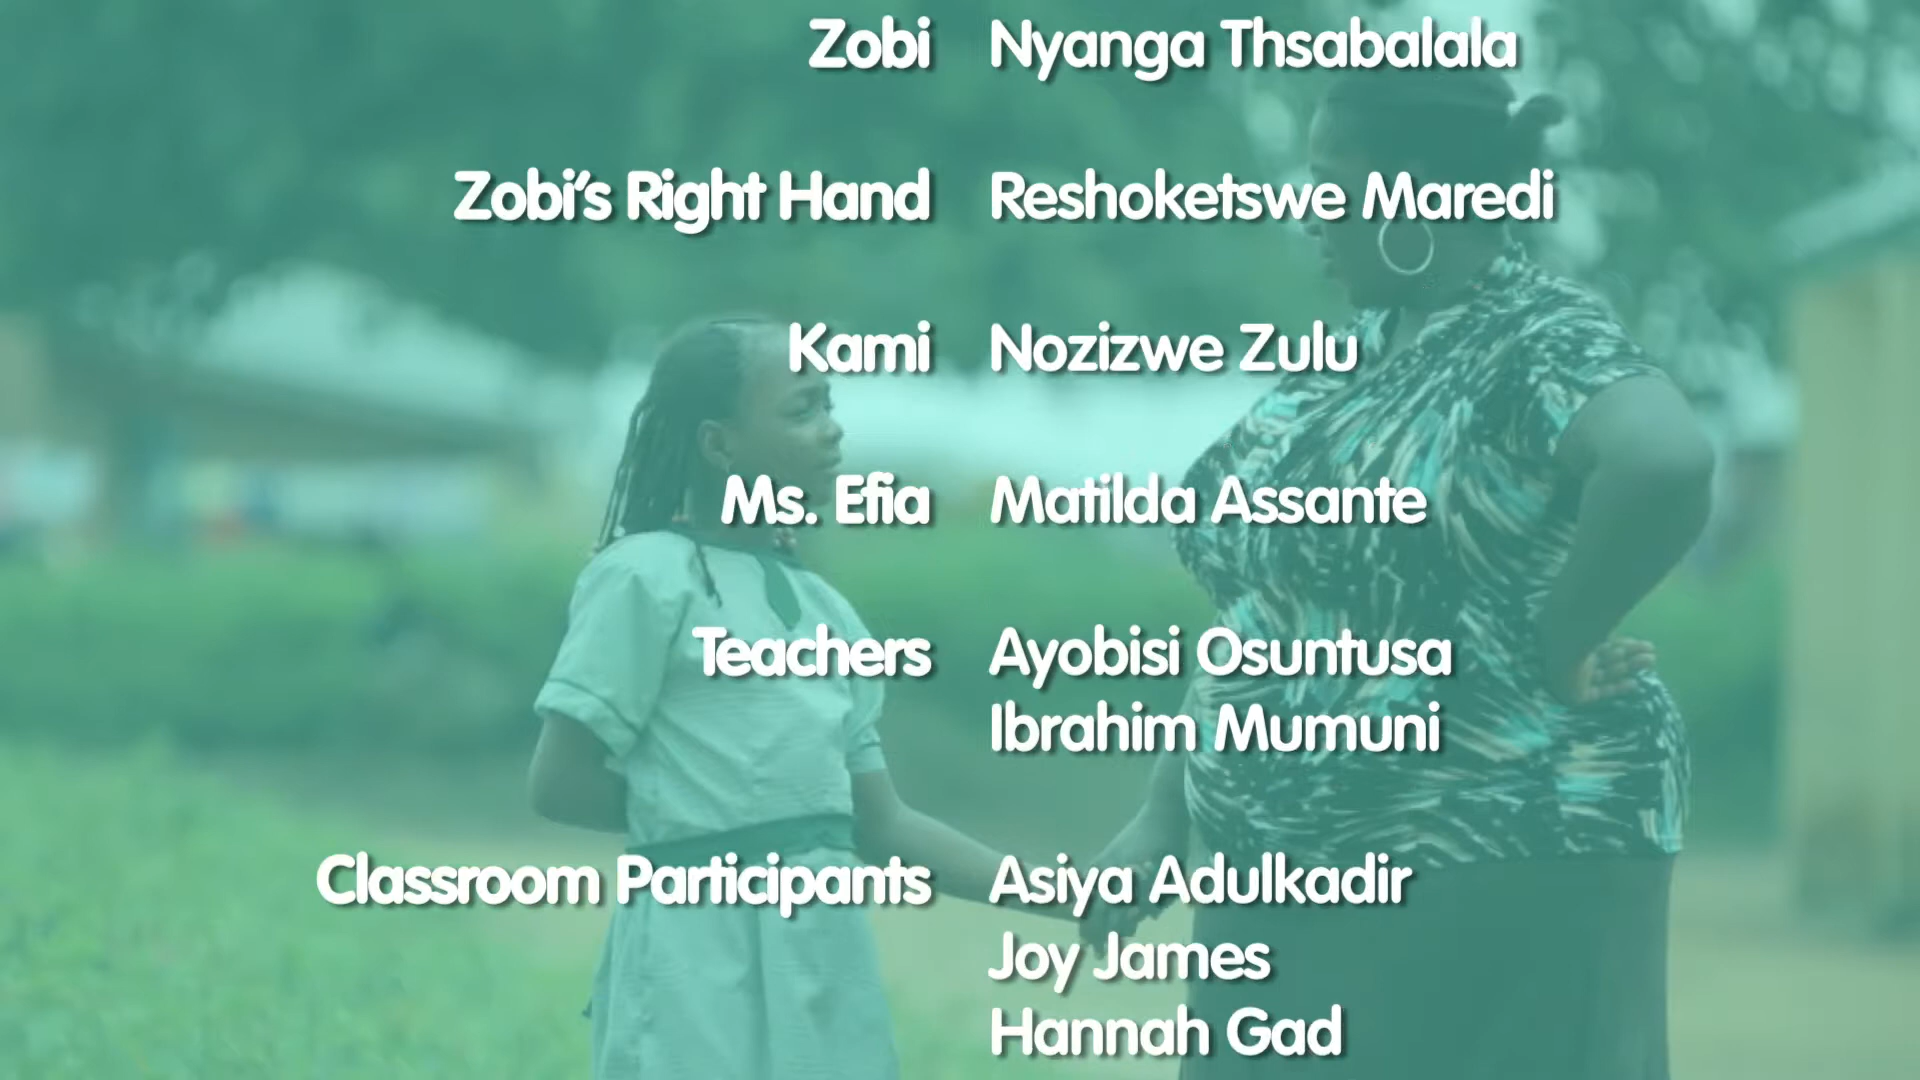 Zobi Nyanga Thsabalala
Zobi's Right Hand Reshoketswe Maredi
Kami Nozizwe Zulu
Ms. Efia Matilda Assante
Teachers Ayobisi Osuntusa
Ibrahim Mumuni
Classroom Participants Asiya Adulkadir
Joy James
Hannah Gad